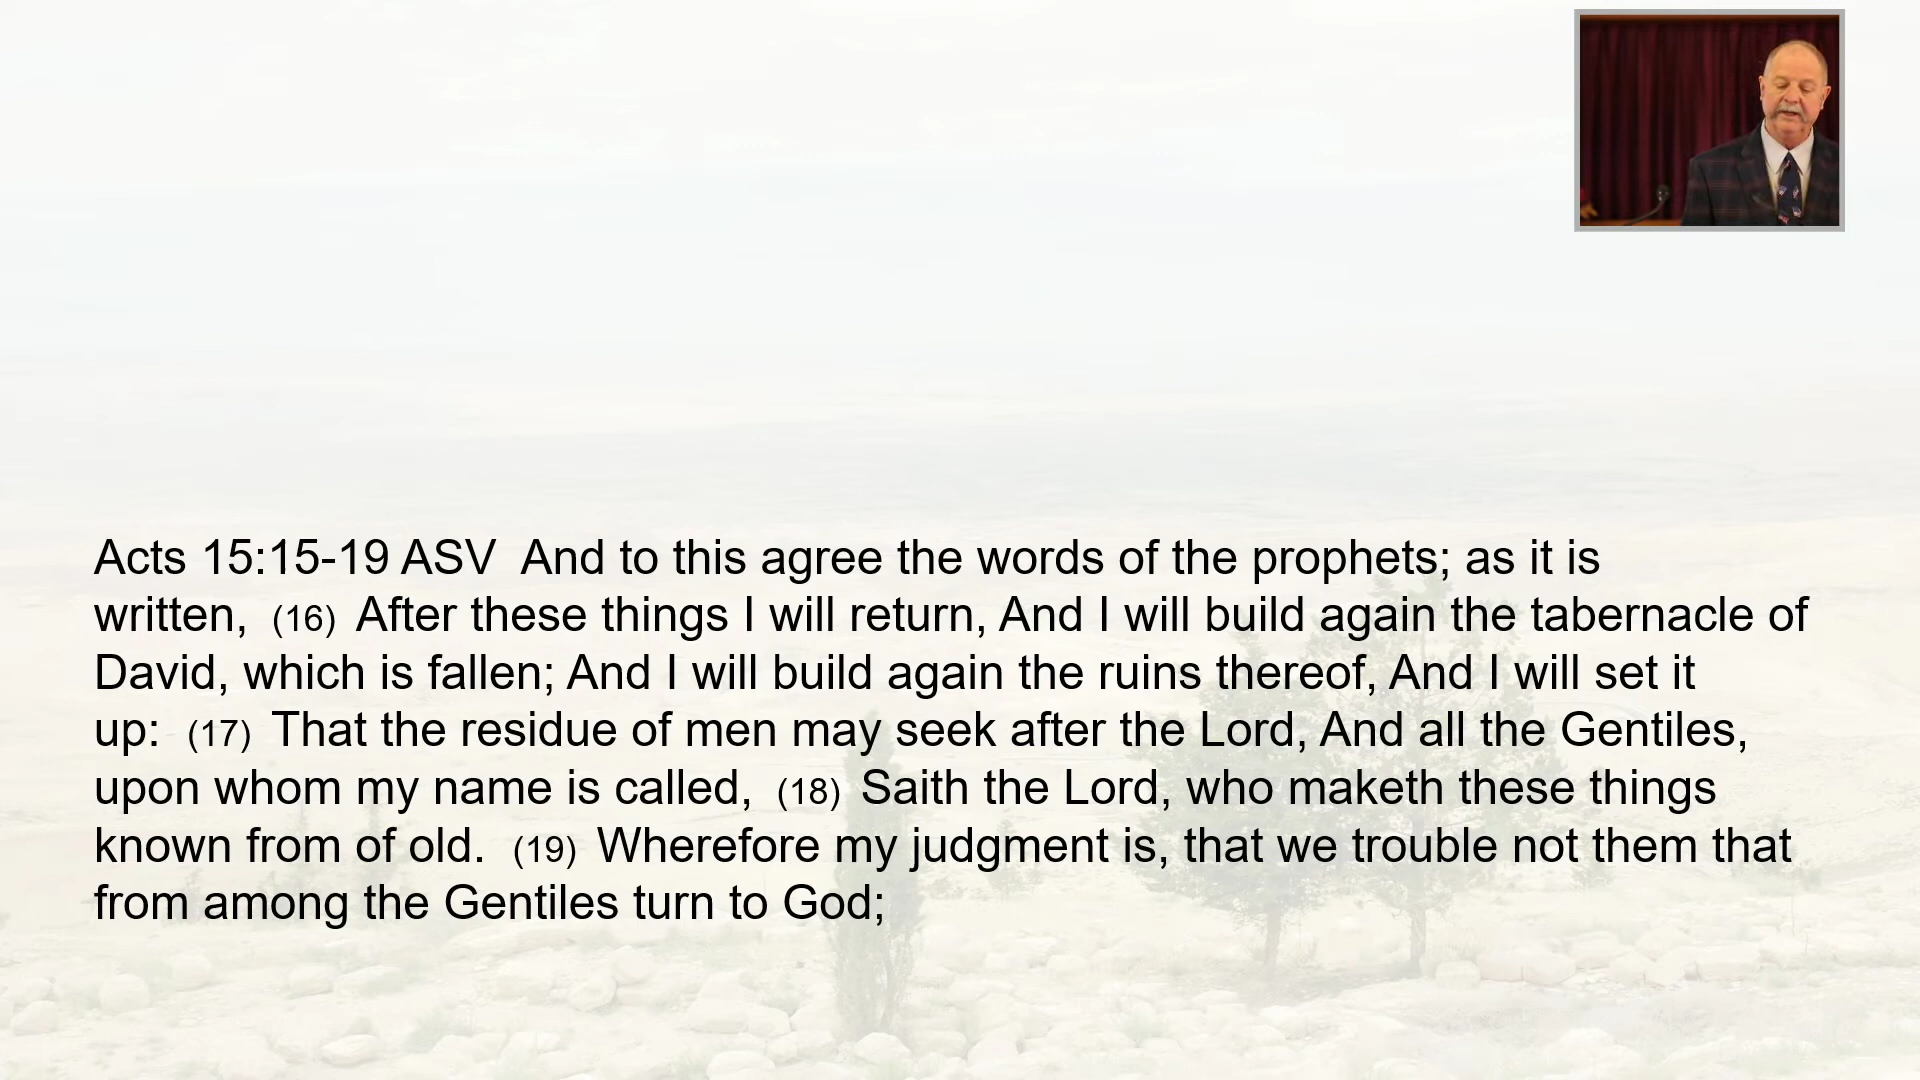 Acts 15:15-19 ASV  And to this agree the words of the prophets; as it is
written,  (16)  After these things I will return, And I will build again the tabernacle of
David, which is fallen; And I will build again the ruins thereof, And I will set it
up:  (17)  That the residue of men may seek after the Lord, And all the Gentiles,
upon whom my name is called,  (18)  Saith the Lord, who maketh these things
known from of old.  (19)  Wherefore my judgment is, that we trouble not them that
from among the Gentiles turn to God;